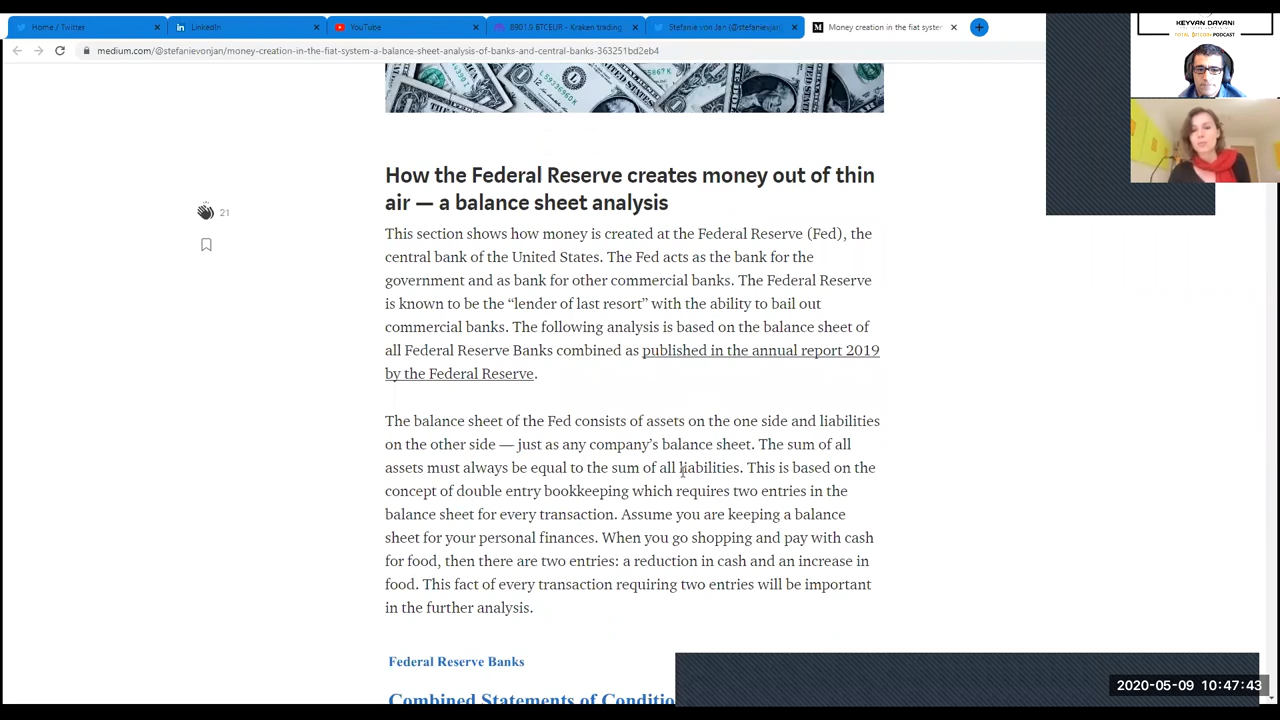 Home / Twitter
LinkedIn
YouTube
8901.9 BTCEUR - Kraken trading
Stefanie von Jan (@stefanievjan)
Money creation in the fiat system
medium.com/@stefanievonjan/money-creation-in-the-fiat-system-a-balance-sheet-analysis-of-banks-and-central-banks-363251bd2eb4
KEYVAN DAVANI
TOTAL BITCOIN PODCAST
How the Federal Reserve creates money out of thin
air — a balance sheet analysis
21
This section shows how money is created at the Federal Reserve (Fed), the
central bank of the United States. The Fed acts as the bank for the
government and as bank for other commercial banks. The Federal Reserve
is known to be the “lender of last resort” with the ability to bail out
commercial banks. The following analysis is based on the balance sheet of
all Federal Reserve Banks combined as published in the annual report 2019
by the Federal Reserve.
The balance sheet of the Fed consists of assets on the one side and liabilities
on the other side — just as any company’s balance sheet. The sum of all
assets must always be equal to the sum of all liabilities. This is based on the
concept of double entry bookkeeping which requires two entries in the
balance sheet for every transaction. Assume you are keeping a balance
sheet for your personal finances. When you go shopping and pay with cash
for food, then there are two entries: a reduction in cash and an increase in
food. This fact of every transaction requiring two entries will be important
in the further analysis.
Federal Reserve Banks
Combined Statements of Conditio
2020-05-09 10:47:43